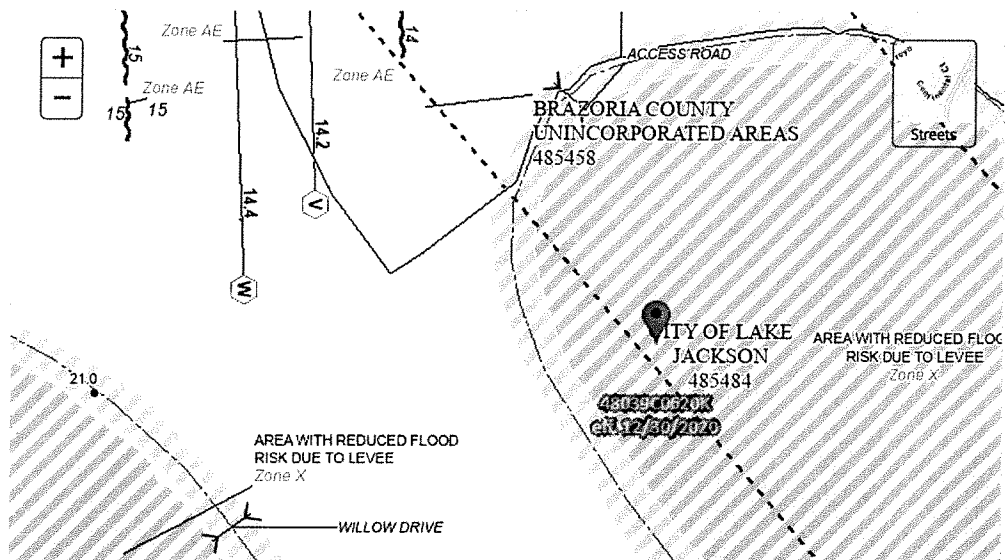 Zone AE
15
Zone AE
15 15
14.4
W
14.2
V
14
Zone AE
ACCESS ROAD
BRAZORIA COUNTY
UNINCORPORATED AREAS
485458
Streets
ITY OF LAKE
JACKSON
485484
48039C0620K
eff. 12/30/2020
AREA WITH REDUCED FLOO
RISK DUE TO LEVEE
Zone X
21.0
AREA WITH REDUCED FLOOD
RISK DUE TO LEVEE
Zone X
WILLOW DRIVE